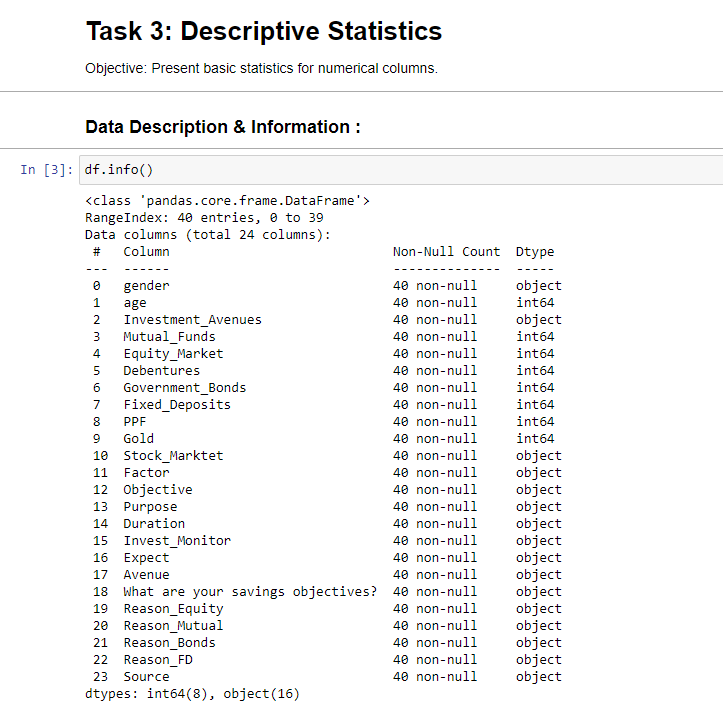 Task 3: Descriptive Statistics
Objective: Present basic statistics for numerical columns.
Data Description & Information :
In [3]: df.info()
<class 'pandas.core.frame.DataFrame'>
RangeIndex: 40 entries, 0 to 39
Data columns (total 24 columns):
 #   Column                            Non-Null Count  Dtype
---  ------                            --------------  -----
 0   gender                            40 non-null     object
 1   age                               40 non-null     int64
 2   Investment_Avenues                40 non-null     object
 3   Mutual_Funds                      40 non-null     int64
 4   Equity_Market                     40 non-null     int64
 5   Debentures                        40 non-null     int64
 6   Government_Bonds                  40 non-null     int64
 7   Fixed_Deposits                    40 non-null     int64
 8   PPF                               40 non-null     int64
 9   Gold                              40 non-null     int64
 10  Stock_Marktet                     40 non-null     object
 11  Factor                            40 non-null     object
 12  Objective                         40 non-null     object
 13  Purpose                           40 non-null     object
 14  Duration                          40 non-null     object
 15  Invest_Monitor                    40 non-null     object
 16  Expect                            40 non-null     object
 17  Avenue                            40 non-null     object
 18  What are your savings objectives?  40 non-null     object
 19  Reason_Equity                     40 non-null     object
 20  Reason_Mutual                     40 non-null     object
 21  Reason_Bonds                      40 non-null     object
 22  Reason_FD                         40 non-null     object
 23  Source                            40 non-null     object
dtypes: int64(8), object(16)